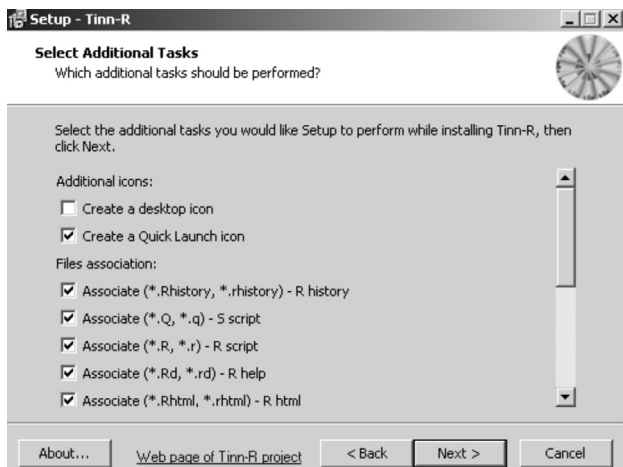 Setup - Tinn-R
Select Additional Tasks
Which additional tasks should be performed?
Select the additional tasks you would like Setup to perform while installing Tinn-R, then
click Next.
Additional icons:
Create a desktop icon
Create a Quick Launch icon
Files association:
Associate (*.Rhistory, *.rhistory) - R history
Associate (*.Q, *.q) - S script
Associate (*.R, *.r) - R script
Associate (*.Rd, *.rd) - R help
Associate (*.Rhtml, *.rhtml) - R html
About... Web page of Tinn-R project < Back Next > Cancel